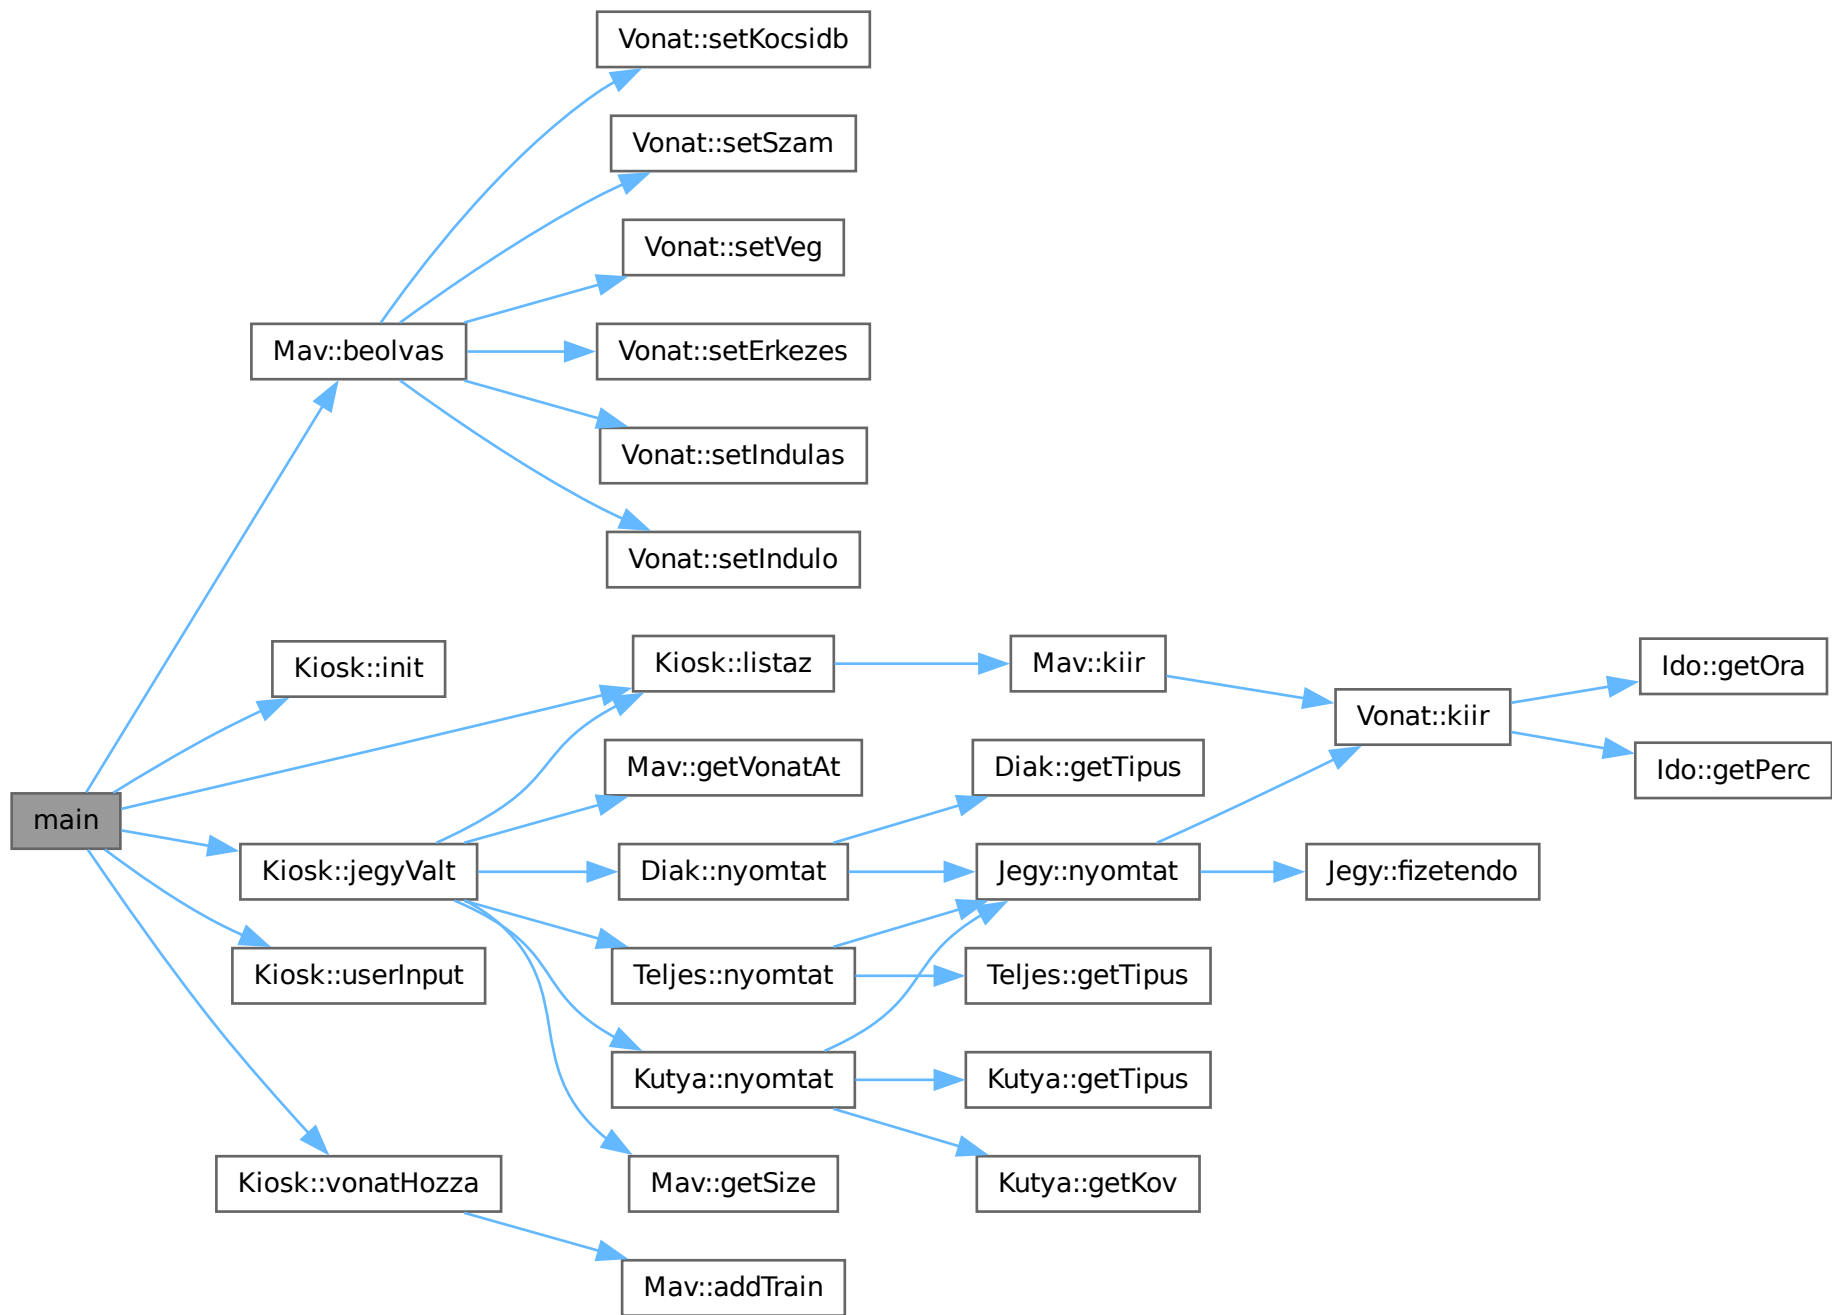 Vonat::setKocsidb
Vonat::setSzam
Vonat::setVeg
Mav::beolvas
Vonat::setErkezes
Vonat::setIndulas
Vonat::setIndulo
Kiosk::init
Kiosk::listaz
Mav::kiir
Ido::getOra
Vonat::kiir
Mav::getVonatAt
Diak::getTipus
Ido::getPerc
main
Kiosk::jegyValt
Diak::nyomtat
Jegy::nyomtat
Jegy::fizetendo
Kiosk::userInput
Teljes::nyomtat
Teljes::getTipus
Kutya::nyomtat
Kutya::getTipus
Kiosk::vonatHozza
Mav::getSize
Kutya::getKov
Mav::addTrain